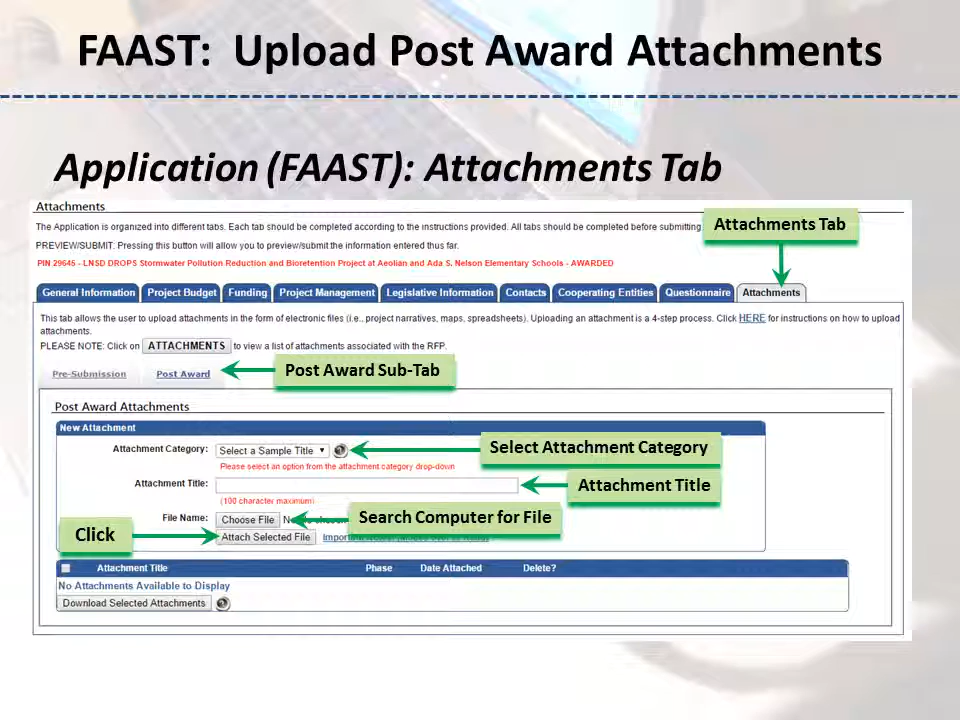 FAAST: Upload Post Award Attachments
Application (FAAST): Attachments Tab
Attachments
The Application is organized into different tabs. Each tab should be completed according to the instructions provided. All tabs should be completed before submitting.
Attachments Tab
PREVIEW/SUBMIT: Pressing this button will allow you to preview/submit the information entered thus far.
PIN 29645 - LNSD DROPS Stormwater Pollution Reduction and Bioretention Project at Aeolian and Ada S. Nelson Elementary Schools - AWARDED
General Information Project Budget Funding Project Management Legislative Information Contacts Cooperating Entities Questionnaire Attachments
This tab allows the user to upload attachments in the form of electronic files (i.e., project narratives, maps, spreadsheets). Uploading an attachment is a 4-step process. Click HERE for instructions on how to upload
attachments.
PLEASE NOTE: Click on ATTACHMENTS to view a list of attachments associated with the RFP.
Pre-Submission Post Award
Post Award Sub-Tab
Post Award Attachments
New Attachment
Attachment Category: Select a Sample Title
Select Attachment Category
Please select an option from the attachment category drop-down
Attachment Title:
Attachment Title
(100 character maximum)
File Name: Choose File
Search Computer for File
Click
Attach Selected File
Attachment Title Phase Date Attached Delete?
No Attachments Available to Display
Download Selected Attachments